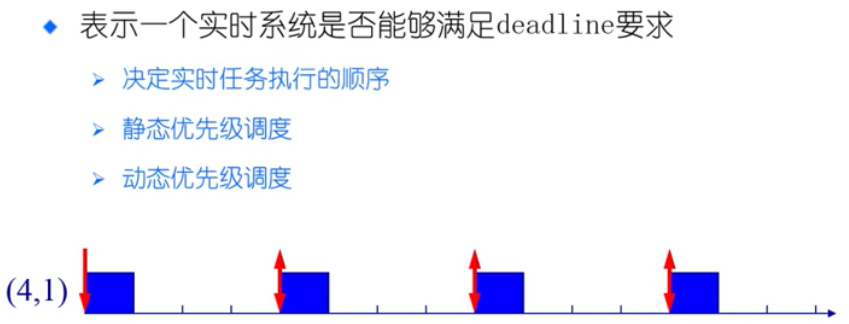 表示一个实时系统是否能够满足deadline要求
决定实时任务执行的顺序
静态优先级调度
动态优先级调度
(4,1)